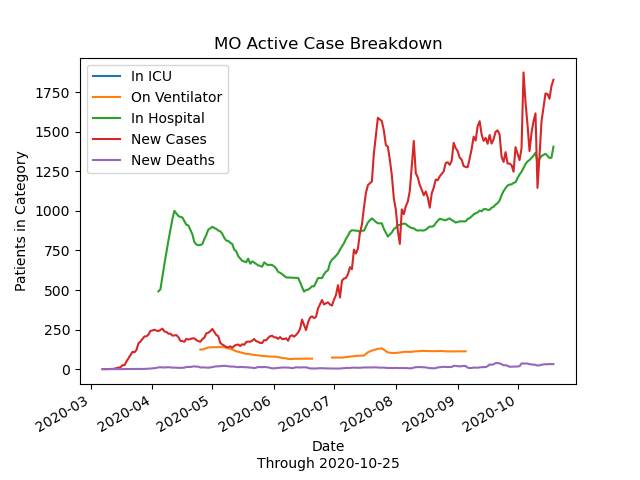 MO Active Case Breakdown
In ICU
On Ventilator
In Hospital
New Cases
New Deaths
Patients in Category
1750
1500
1250
1000
750
500
250
0
2020-03
2020-04
2020-05
2020-06
2020-07
2020-08
2020-09
2020-10
Date
Through 2020-10-25